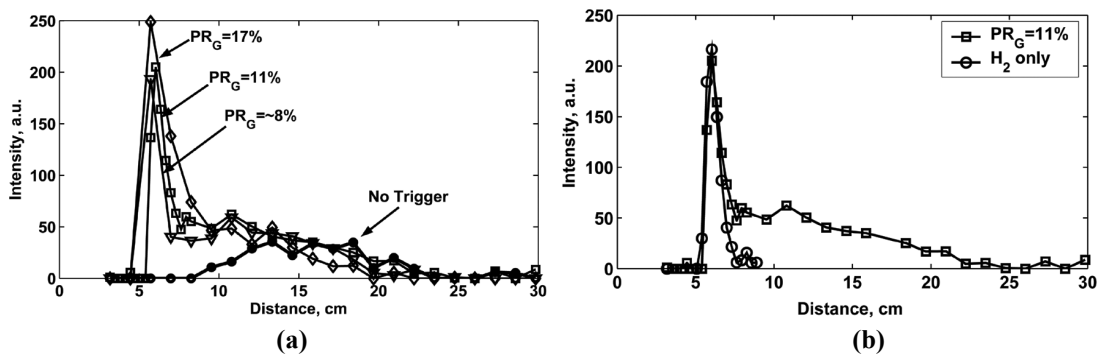 250
200
150
100
50
0
Intensity, a.u.
PR_G=17%
PR_G=11%
PR_G=~8%
No Trigger
0 5 10 15 20 25 30
Distance, cm
(a)
250
200
150
100
50
0
Intensity, a.u.
PR_G=11%
H_2 only
0 5 10 15 20 25 30
Distance, cm
(b)